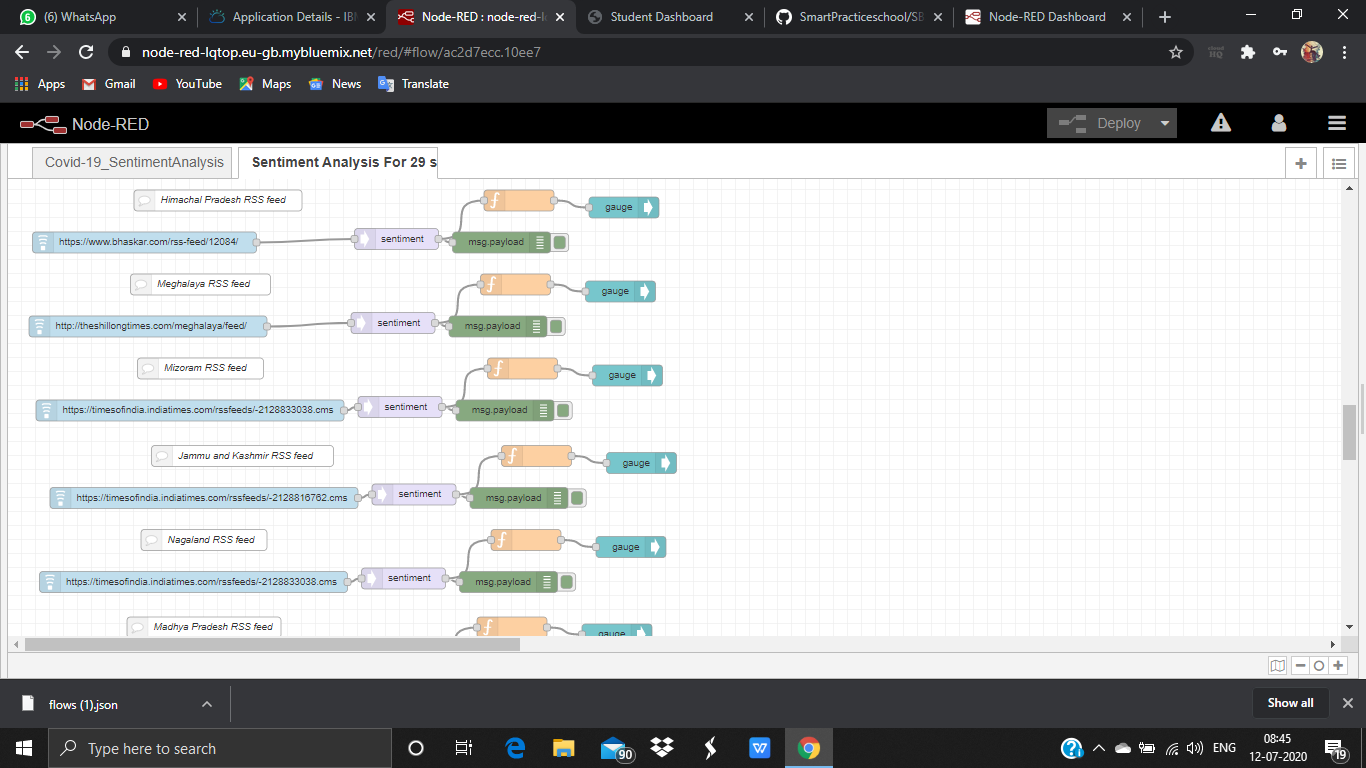 6
(6) WhatsApp
Application Details - IBM
Node-RED : node-red-l
Student Dashboard
SmartPracticeschool/SB
Node-RED Dashboard
node-red-lqtop.eu-gb.mybluemix.net/red/#flow/ac2d7ecc.10ee7
Apps
Gmail
YouTube
Maps
News
Translate
Node-RED
Deploy
Covid-19_SentimentAnalysis
Sentiment Analysis For 29 s
Himachal Pradesh RSS feed
gauge
https://www.bhaskar.com/rss-feed/12084/
sentiment
msg.payload
Meghalaya RSS feed
gauge
http://theshillongtimes.com/meghalaya/feed/
sentiment
msg.payload
Mizoram RSS feed
gauge
https://timesofindia.indiatimes.com/rssfeeds/-2128833038.cms
sentiment
msg.payload
Jammu and Kashmir RSS feed
gauge
https://timesofindia.indiatimes.com/rssfeeds/-2128816762.cms
sentiment
msg.payload
Nagaland RSS feed
gauge
https://timesofindia.indiatimes.com/rssfeeds/-2128833038.cms
sentiment
msg.payload
Madhya Pradesh RSS feed
gauge
flows (1).json
Show all
Type here to search
90
ENG
08:45
12-07-2020
19